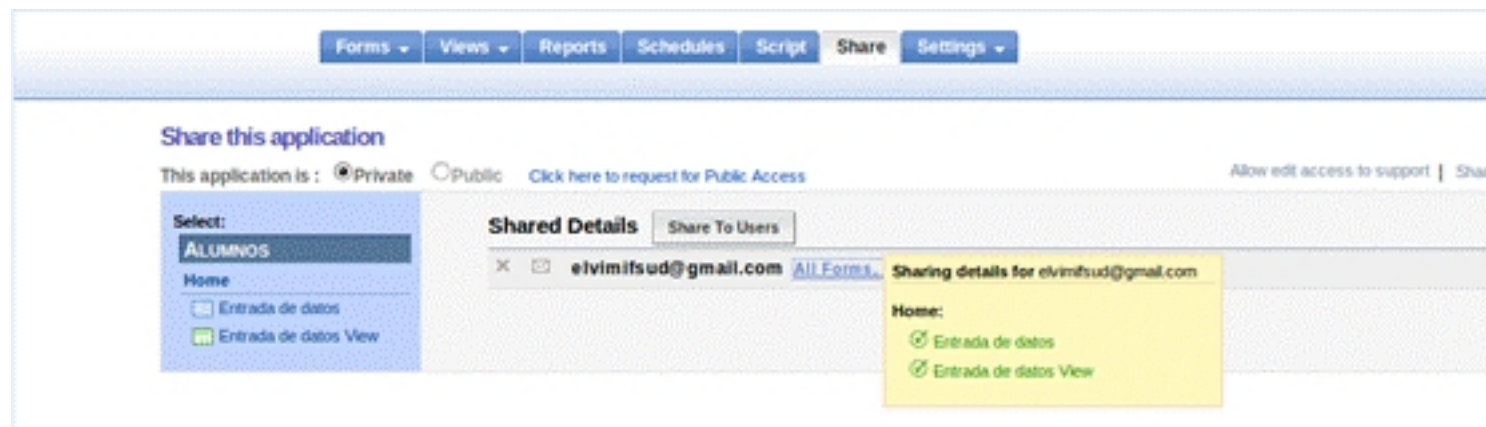 Forms Views Reports Schedules Script Share Settings
Share this application
This application is : Private Public Click here to request for Public Access
Allow edit access to support |
Select:
ALUMNOS
Home
Entrada de datos
Entrada de datos View
Shared Details Share To Users
elvimifsud@gmail.com All Forms..
Sharing details for elvimifsud@gmail.com
Home:
Entrada de datos
Entrada de datos View